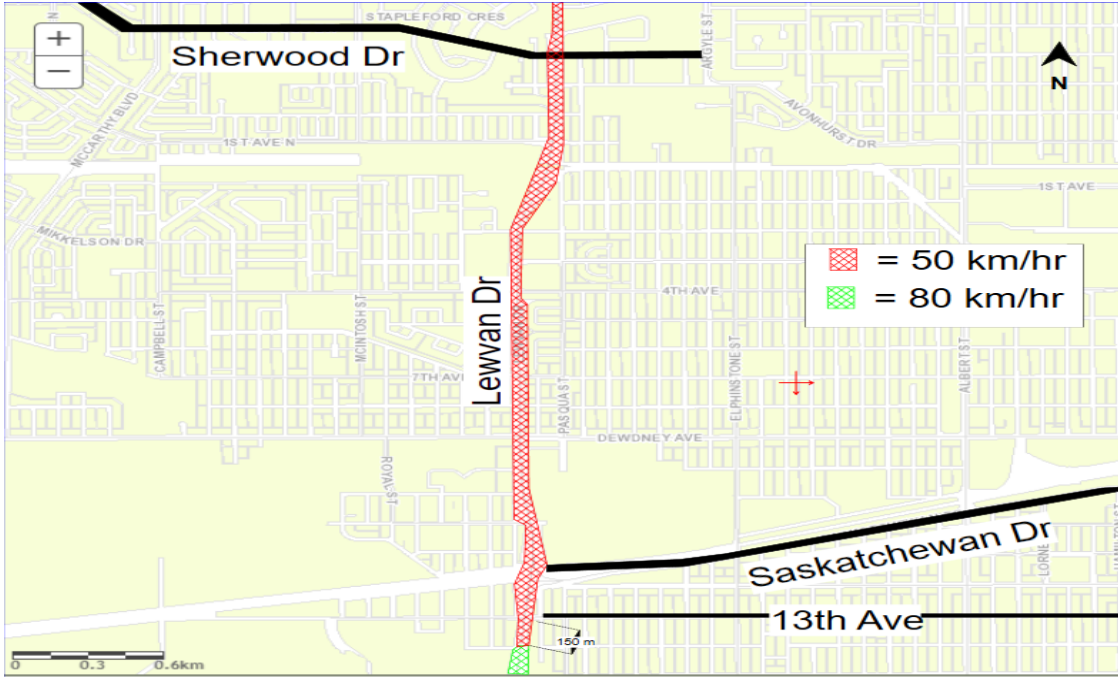 +
−
STAPLEFORD CRES
Sherwood Dr
ARGYLE ST
N
MCCARTHY BLVD
AVONHURST DR
1ST AVE N
1ST AVE
MIKKELSON DR
= 50 km/hr
= 80 km/hr
4TH AVE
CAMPBELL ST
MCINTOSH ST
Lewvan Dr
7TH AVE
PASQUA ST
ELPHINSTONE ST
ALBERT ST
DEWDNEY AVE
ROYAL ST
Saskatchewan Dr
LORNE
13th Ave
150 m
0 0.3 0.6km